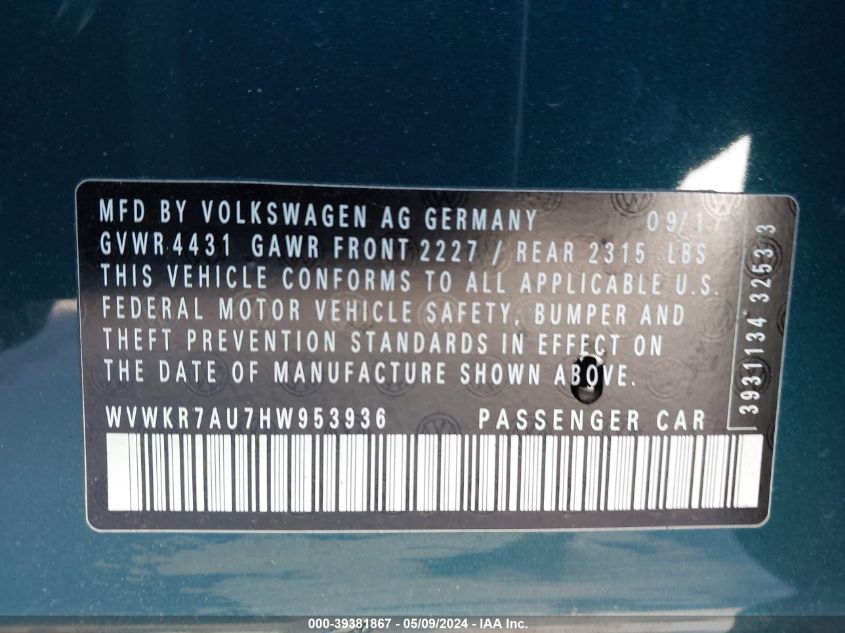 MFD BY VOLKSWAGEN AG GERMANY 09/17
GVWR 4431 GAWR FRONT 2227 / REAR 2315 LBS
THIS VEHICLE CONFORMS TO ALL APPLICABLE U.S.
FEDERAL MOTOR VEHICLE SAFETY, BUMPER AND
THEFT PREVENTION STANDARDS IN EFFECT ON
THE DATE OF MANUFACTURE SHOWN ABOVE.
WVWKR7AU7HW953936 PASSENGER CAR
3931134 3253 3
000-39381867 - 05/09/2024 - IAA Inc.